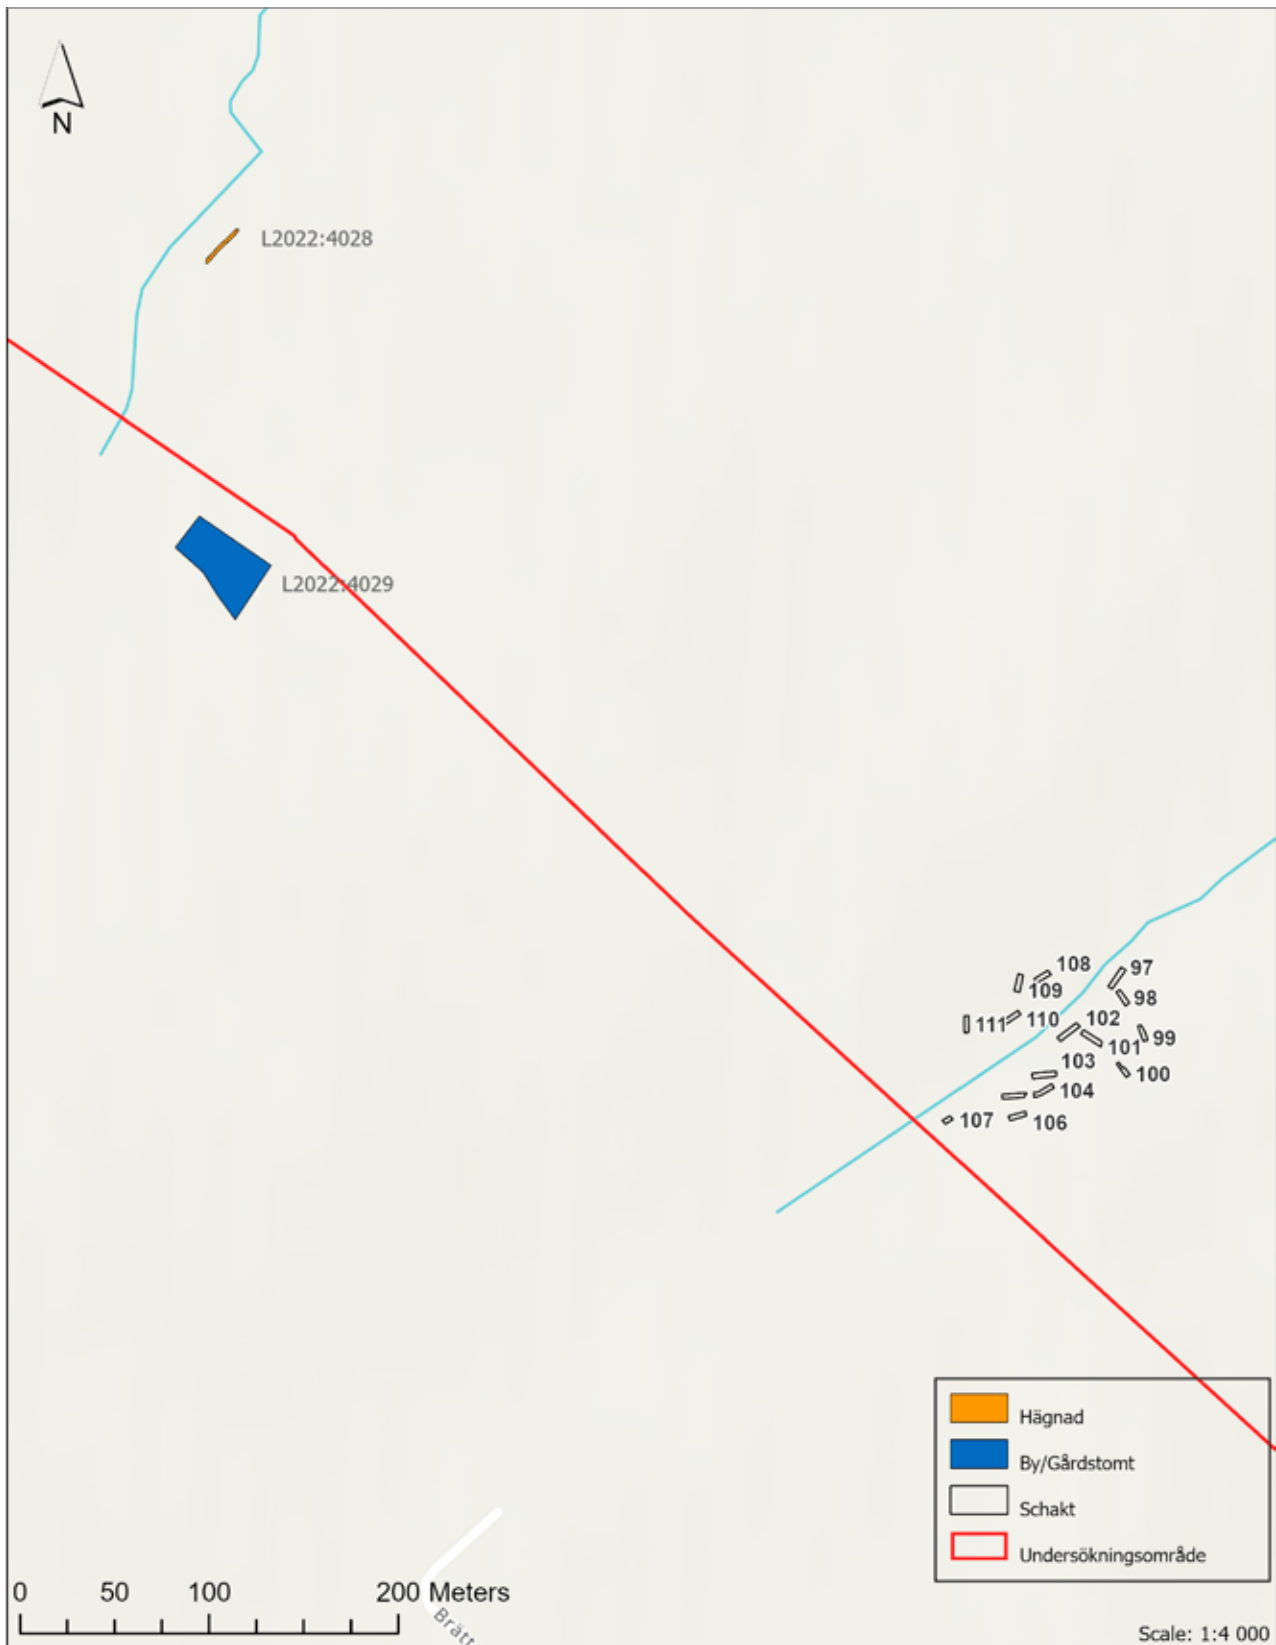 N
L2022:4028
L2022:4029
108
97
109
98
111
110
102
99
101
103
100
104
107
106
Hägnad
By/Gårdstomt
Schakt
Undersökningsområde
0 50 100 200 Meters
Brätt
Scale: 1:4 000